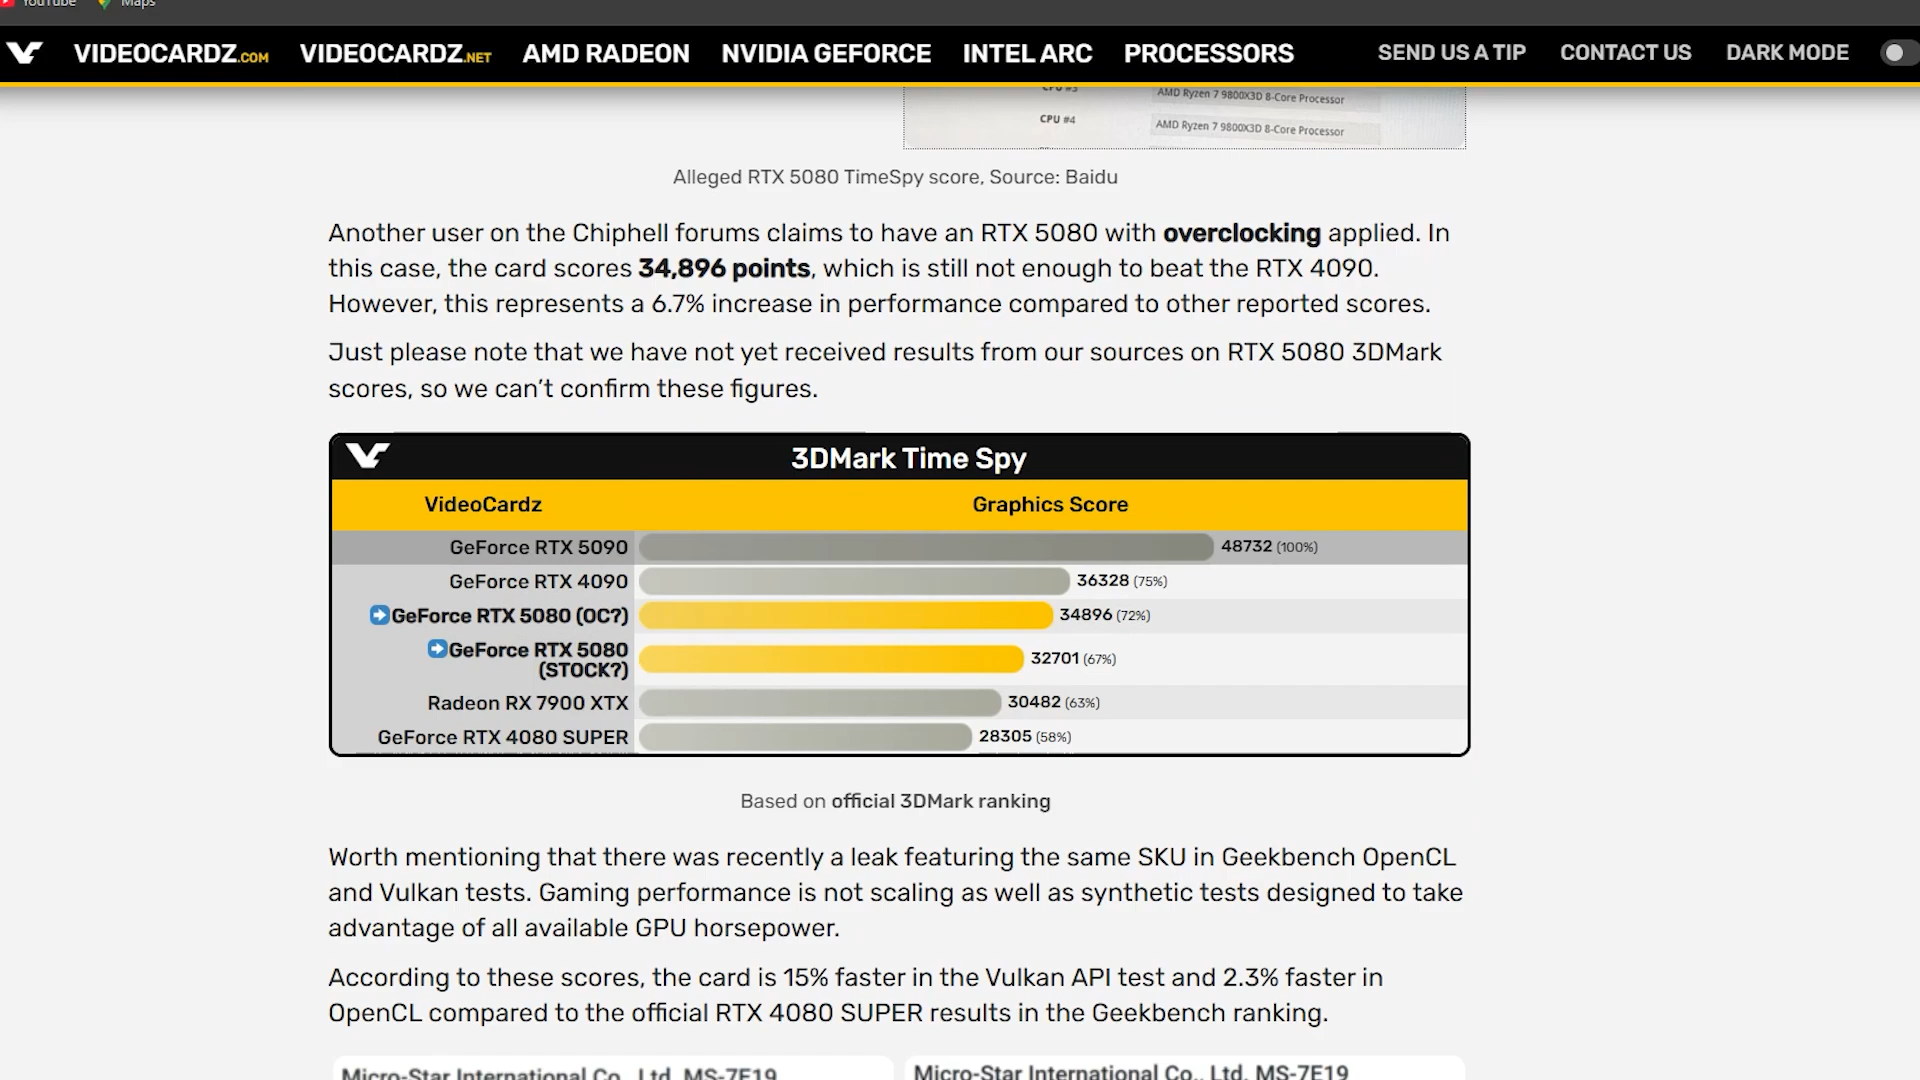 YouTube Maps
VIDEOCARDZ.COM VIDEOCARDZ.NET AMD RADEON NVIDIA GEFORCE INTEL ARC PROCESSORS SEND US A TIP CONTACT US DARK MODE
CPU #3 AMD Ryzen 7 9800X3D 8-Core Processor
CPU #4 AMD Ryzen 7 9800X3D 8-Core Processor
Alleged RTX 5080 TimeSpy score, Source: Baidu
Another user on the Chiphell forums claims to have an RTX 5080 with overclocking applied. In
this case, the card scores 34,896 points, which is still not enough to beat the RTX 4090.
However, this represents a 6.7% increase in performance compared to other reported scores.
Just please note that we have not yet received results from our sources on RTX 5080 3DMark
scores, so we can’t confirm these figures.
3DMark Time Spy
VideoCardz Graphics Score
GeForce RTX 5090 48732 (100%)
GeForce RTX 4090 36328 (75%)
GeForce RTX 5080 (OC?) 34896 (72%)
GeForce RTX 5080
(STOCK?) 32701 (67%)
Radeon RX 7900 XTX 30482 (63%)
GeForce RTX 4080 SUPER 28305 (58%)
Based on official 3DMark ranking
Worth mentioning that there was recently a leak featuring the same SKU in Geekbench OpenCL
and Vulkan tests. Gaming performance is not scaling as well as synthetic tests designed to take
advantage of all available GPU horsepower.
According to these scores, the card is 15% faster in the Vulkan API test and 2.3% faster in
OpenCL compared to the official RTX 4080 SUPER results in the Geekbench ranking.
Micro-Star International Co., Ltd. MS-7E19 Micro-Star International Co., Ltd. MS-7E19